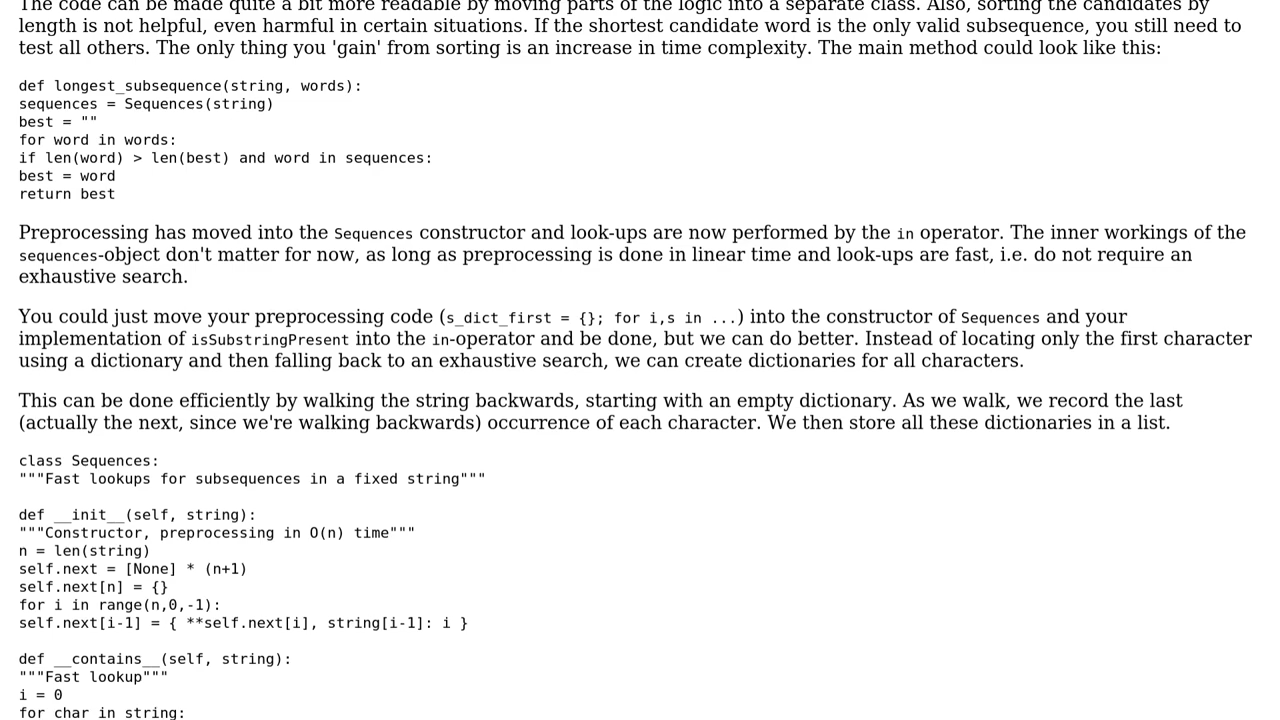 The code can be made quite a bit more readable by moving parts of the logic into a separate class. Also, sorting the candidates by
length is not helpful, even harmful in certain situations. If the shortest candidate word is the only valid subsequence, you still need to
test all others. The only thing you 'gain' from sorting is an increase in time complexity. The main method could look like this:
def longest_subsequence(string, words):
sequences = Sequences(string)
best = ""
for word in words:
if len(word) > len(best) and word in sequences:
best = word
return best
Preprocessing has moved into the Sequences constructor and look-ups are now performed by the in operator. The inner workings of the
sequences-object don't matter for now, as long as preprocessing is done in linear time and look-ups are fast, i.e. do not require an
exhaustive search.
You could just move your preprocessing code (s_dict_first = {}; for i,s in ...) into the constructor of Sequences and your
implementation of isSubstringPresent into the in-operator and be done, but we can do better. Instead of locating only the first character
using a dictionary and then falling back to an exhaustive search, we can create dictionaries for all characters.
This can be done efficiently by walking the string backwards, starting with an empty dictionary. As we walk, we record the last
(actually the next, since we're walking backwards) occurrence of each character. We then store all these dictionaries in a list.
class Sequences:
"""Fast lookups for subsequences in a fixed string"""
def __init__(self, string):
"""Constructor, preprocessing in O(n) time"""
n = len(string)
self.next = [None] * (n+1)
self.next[n] = {}
for i in range(n,0,-1):
self.next[i-1] = { **self.next[i], string[i-1]: i }
def __contains__(self, string):
"""Fast lookup"""
i = 0
for char in string: